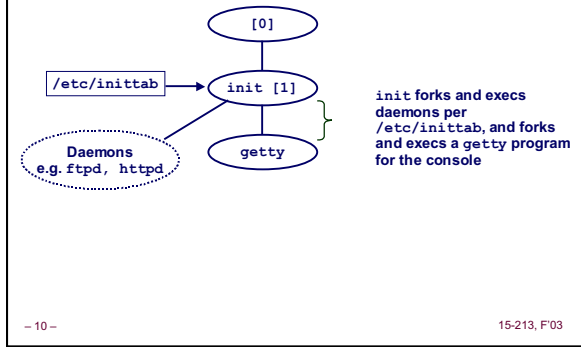 [0]
/etc/inittab
init [1]
init forks and execs
daemons per
/etc/inittab, and forks
and execs a getty program
for the console
Daemons
e.g. ftpd, httpd
getty
– 10 –
15-213, F'03